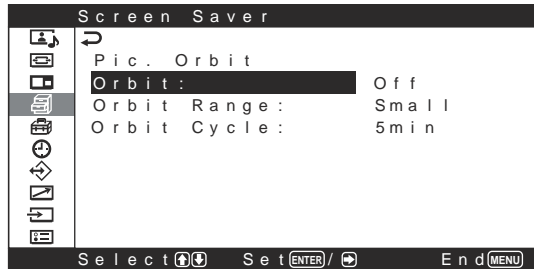 Screen Saver
Pic. Orbit
Orbit: Off
Orbit Range: Small
Orbit Cycle: 5min
Select Set ENTER / End MENU